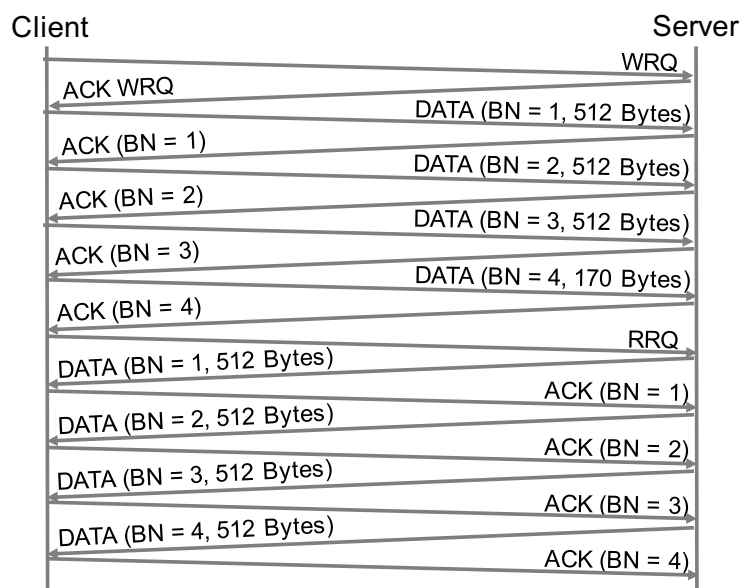 Client
Server
WRQ
ACK WRQ
DATA (BN = 1, 512 Bytes)
ACK (BN = 1)
DATA (BN = 2, 512 Bytes)
ACK (BN = 2)
DATA (BN = 3, 512 Bytes)
ACK (BN = 3)
DATA (BN = 4, 170 Bytes)
ACK (BN = 4)
RRQ
DATA (BN = 1, 512 Bytes)
ACK (BN = 1)
DATA (BN = 2, 512 Bytes)
ACK (BN = 2)
DATA (BN = 3, 512 Bytes)
ACK (BN = 3)
DATA (BN = 4, 512 Bytes)
ACK (BN = 4)